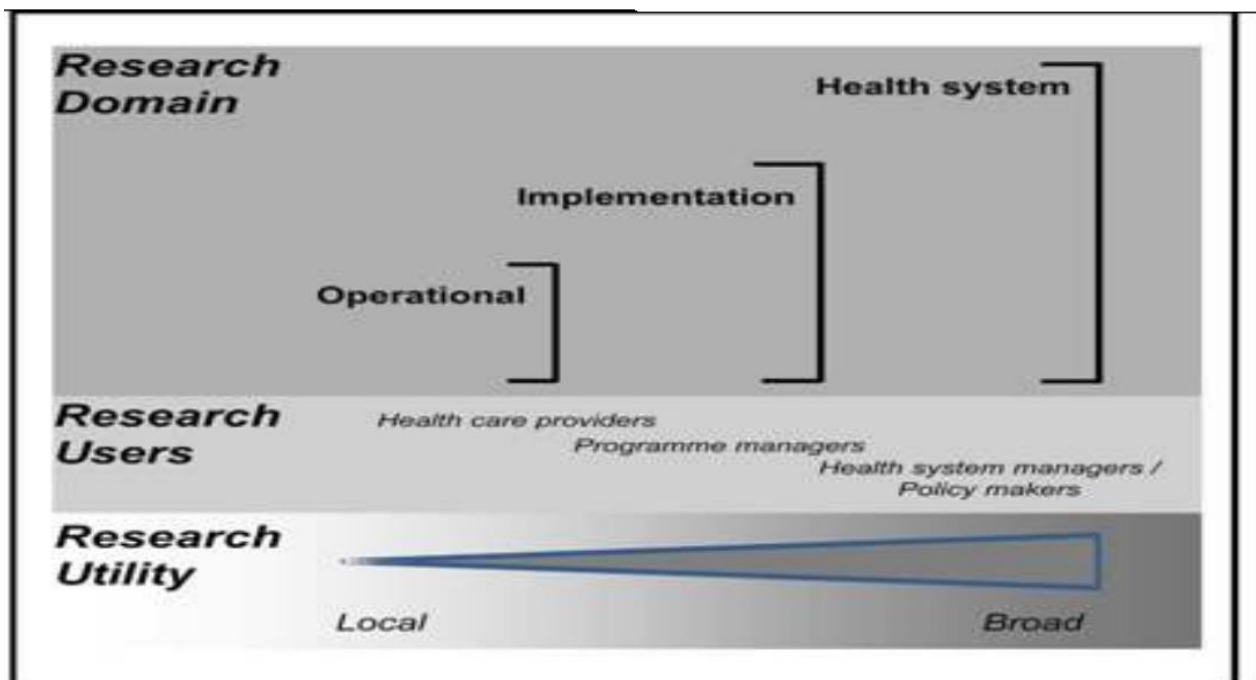 Research
Domain
Health system
Implementation
Operational
Research
Users
Health care providers
Programme managers
Health system managers /
Policy makers
Research
Utility
Local
Broad